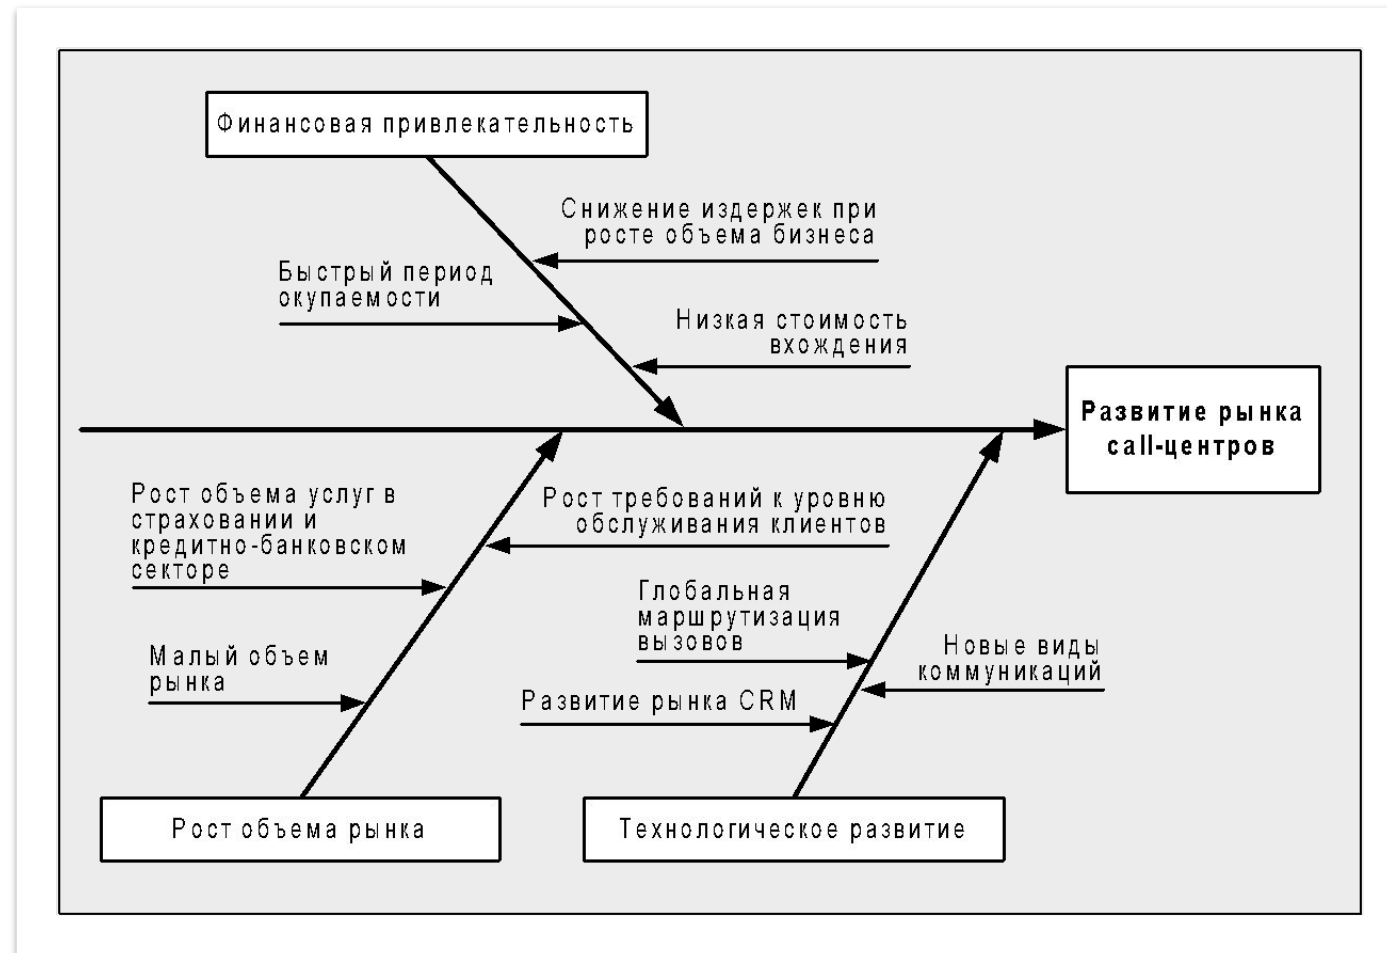 Финансовая привлекательность
Снижение издержек при
росте объема бизнеса
Быстрый период
окупаемости
Низкая стоимость
вхождения
Развитие рынка
call-центров
Рост объема услуг в
страховании и
кредитно-банковском
секторе
Рост требований к уровню
обслуживания клиентов
Глобальная
маршрутизация
вызовов
Малый объем
рынка
Новые виды
коммуникаций
Развитие рынка CRM
Рост объема рынка
Технологическое развитие